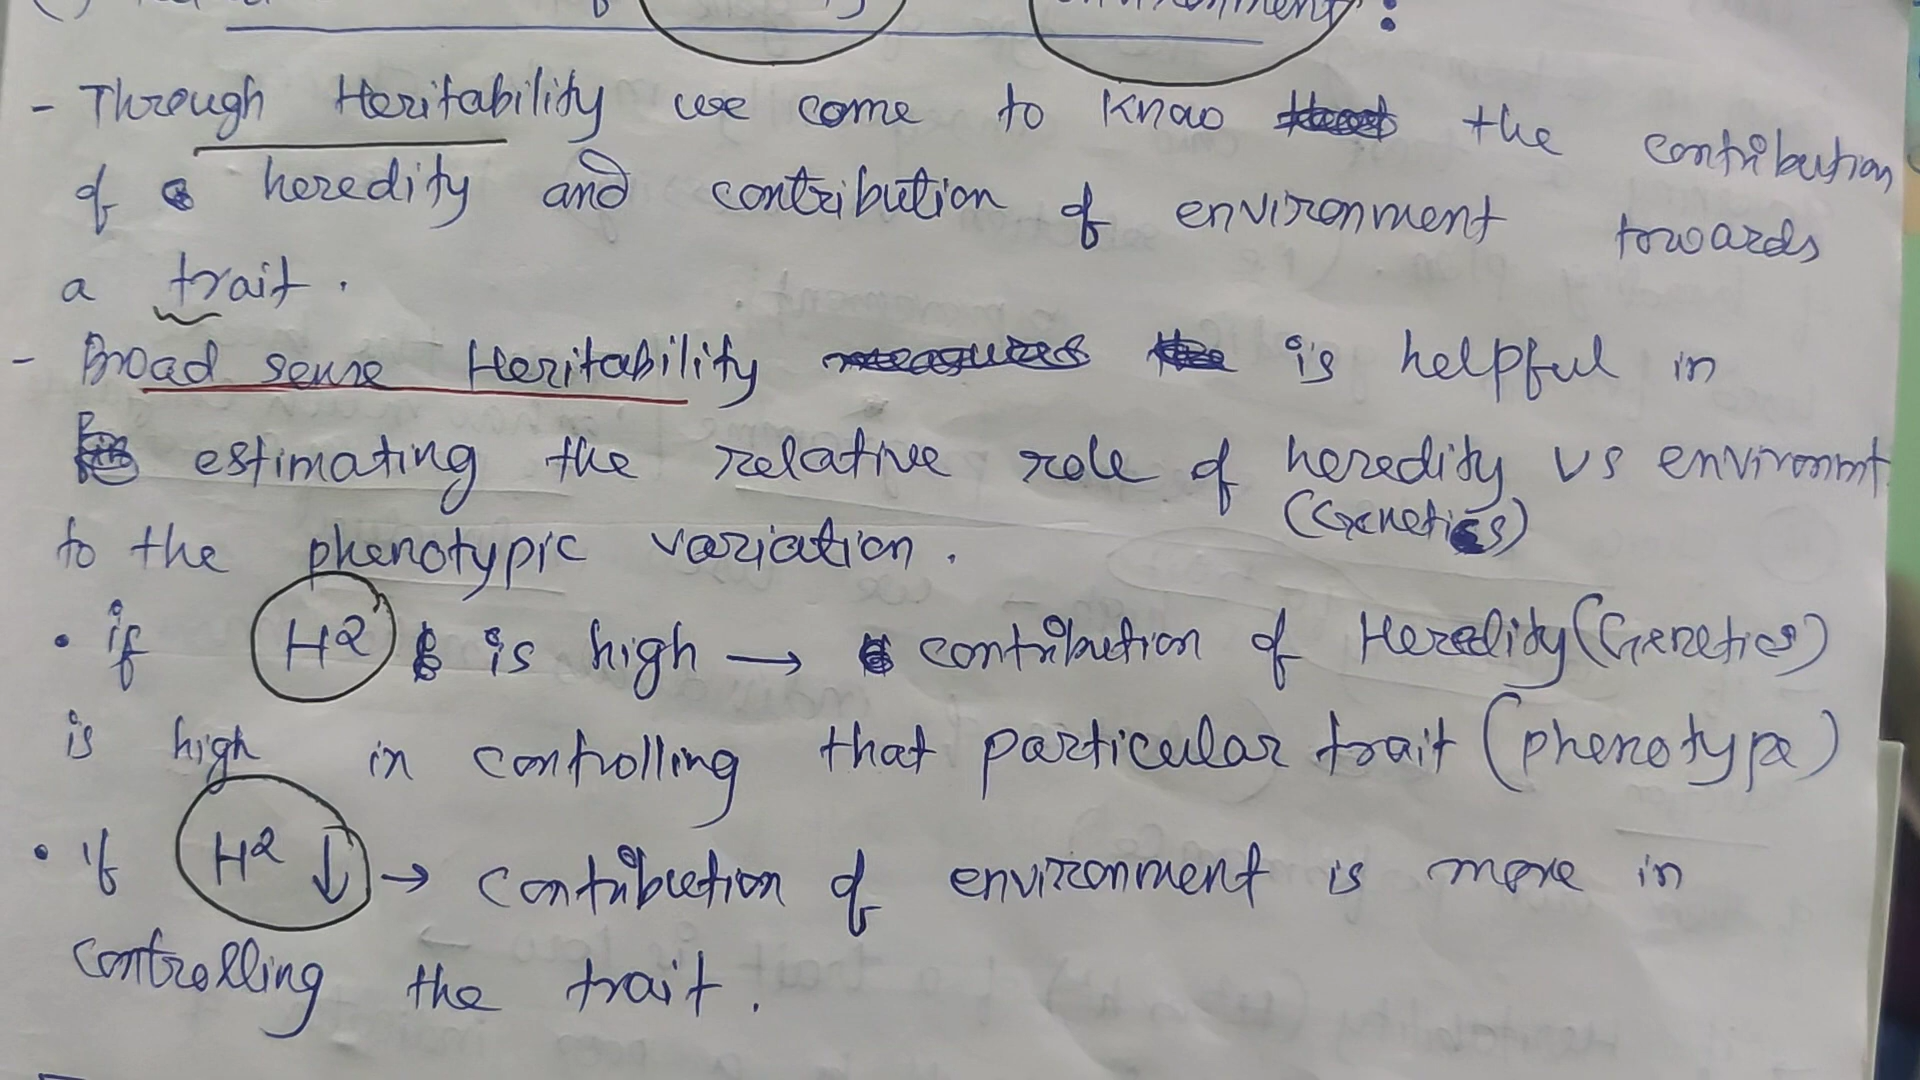 environment :
- Through Heritability we come to know the contribution
of heredity and contribution of environment towards
a trait.
- Broad sense Heritability is helpful in
estimating the relative role of heredity vs environmt
(Genetics)
to the phenotypic variation.
• if H2 is high → contribution of Heredity (Genetics)
is high in controlling that particular trait (phenotype)
• if H2 ↓ → contribution of environment is more in
controlling the trait.